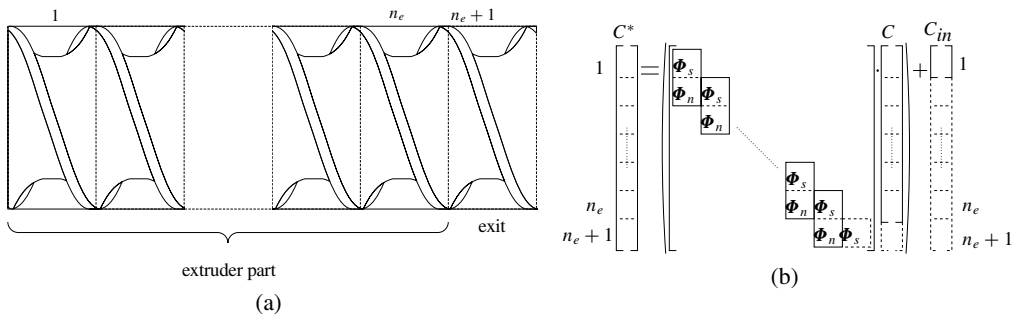 1 n_e n_e + 1
exit
extruder part
(a)
C* C C_in
1 = Φ_s · + 1
Φ_n Φ_s
Φ_n
Φ_s
n_e Φ_n Φ_s n_e
n_e + 1 Φ_n Φ_s n_e + 1
(b)